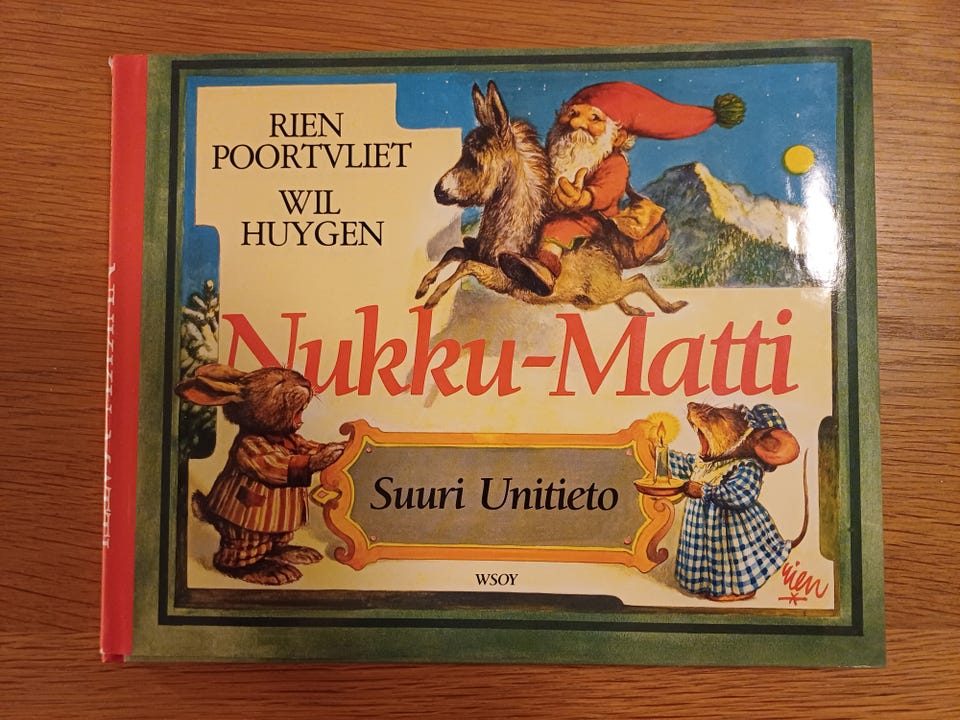 RIEN
POORTVLIET
WIL
HUYGEN
Nukku-Matti
Suuri Unitieto
WSOY
rien